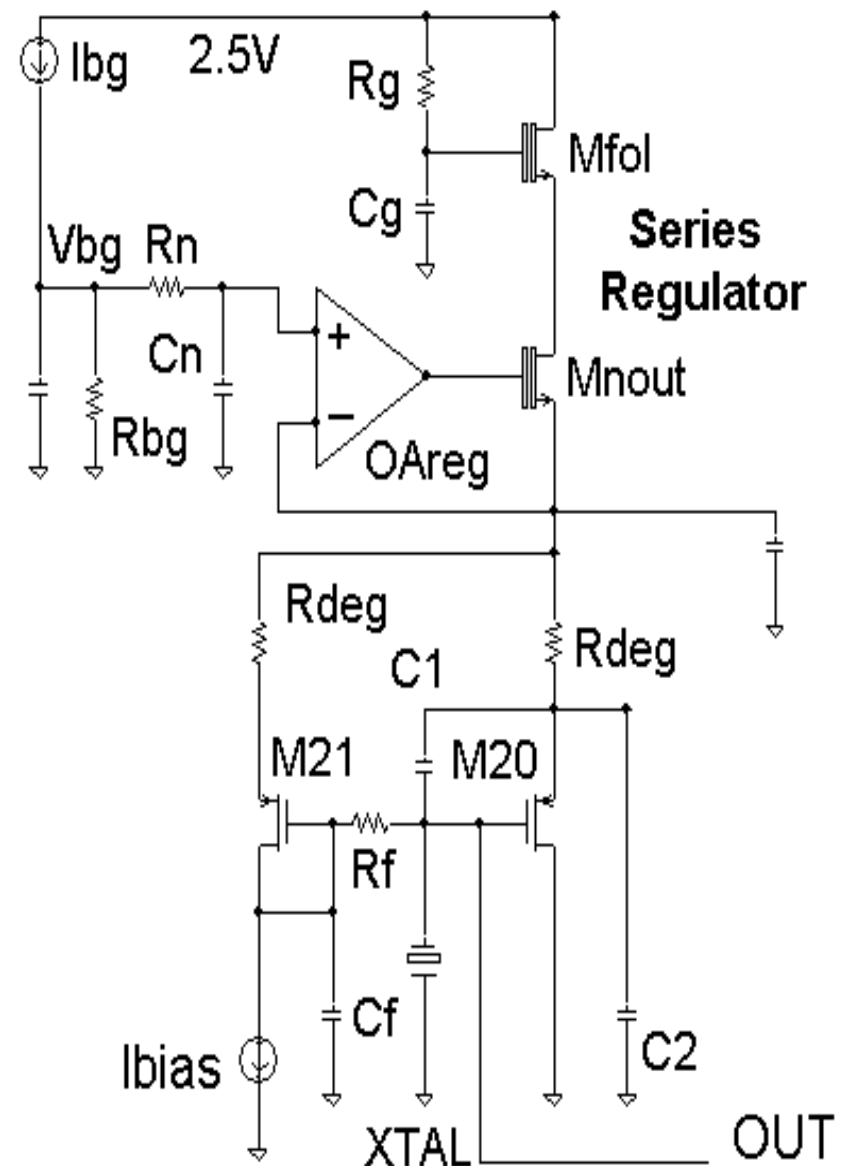 Ibg
2.5V
Rg
Mfol
Cg
Series
Regulator
Vbg
Rn
Cn
+
Mnout
Rbg
−
OAreg
Rdeg
Rdeg
C1
M21
M20
Rf
Cf
Ibias
C2
XTAL
OUT